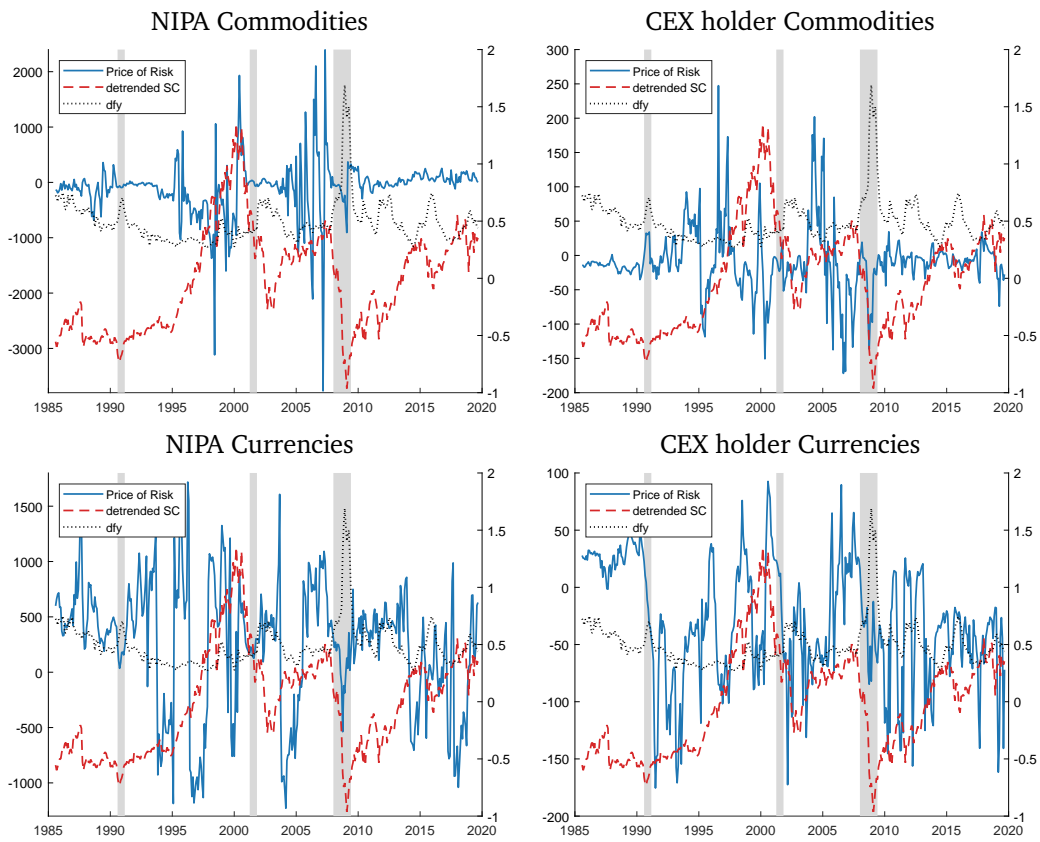 NIPA Commodities
Price of Risk
detrended SC
dfy
2000
1000
0
-1000
-2000
-3000
2
1.5
1
0.5
0
-0.5
-1
1985 1990 1995 2000 2005 2010 2015 2020
CEX holder Commodities
Price of Risk
detrended SC
dfy
300
250
200
150
100
50
0
-50
-100
-150
-200
2
1.5
1
0.5
0
-0.5
-1
1985 1990 1995 2000 2005 2010 2015 2020
NIPA Currencies
Price of Risk
detrended SC
dfy
1500
1000
500
0
-500
-1000
2
1.5
1
0.5
0
-0.5
-1
1985 1990 1995 2000 2005 2010 2015 2020
CEX holder Currencies
Price of Risk
detrended SC
dfy
100
50
0
-50
-100
-150
-200
2
1.5
1
0.5
0
-0.5
-1
1985 1990 1995 2000 2005 2010 2015 2020